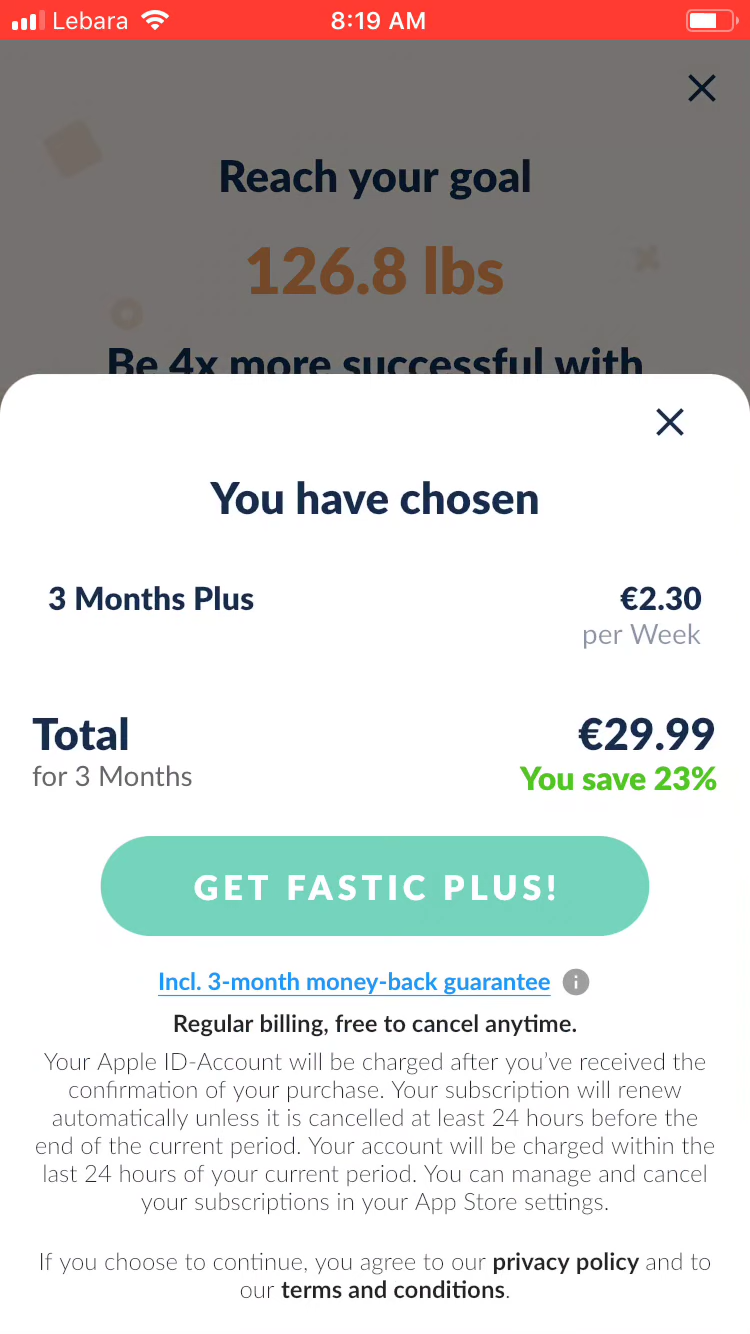 Lebara
8:19 AM
Reach your goal
126.8 lbs
Be 4x more successful with
You have chosen
3 Months Plus
€2.30
per Week
Total
€29.99
for 3 Months
You save 23%
GET FASTIC PLUS!
Incl. 3-month money-back guarantee
Regular billing, free to cancel anytime.
Your Apple ID-Account will be charged after you've received the
confirmation of your purchase. Your subscription will renew
automatically unless it is cancelled at least 24 hours before the
end of the current period. Your account will be charged within the
last 24 hours of your current period. You can manage and cancel
your subscriptions in your App Store settings.
If you choose to continue, you agree to our privacy policy and to
our terms and conditions.